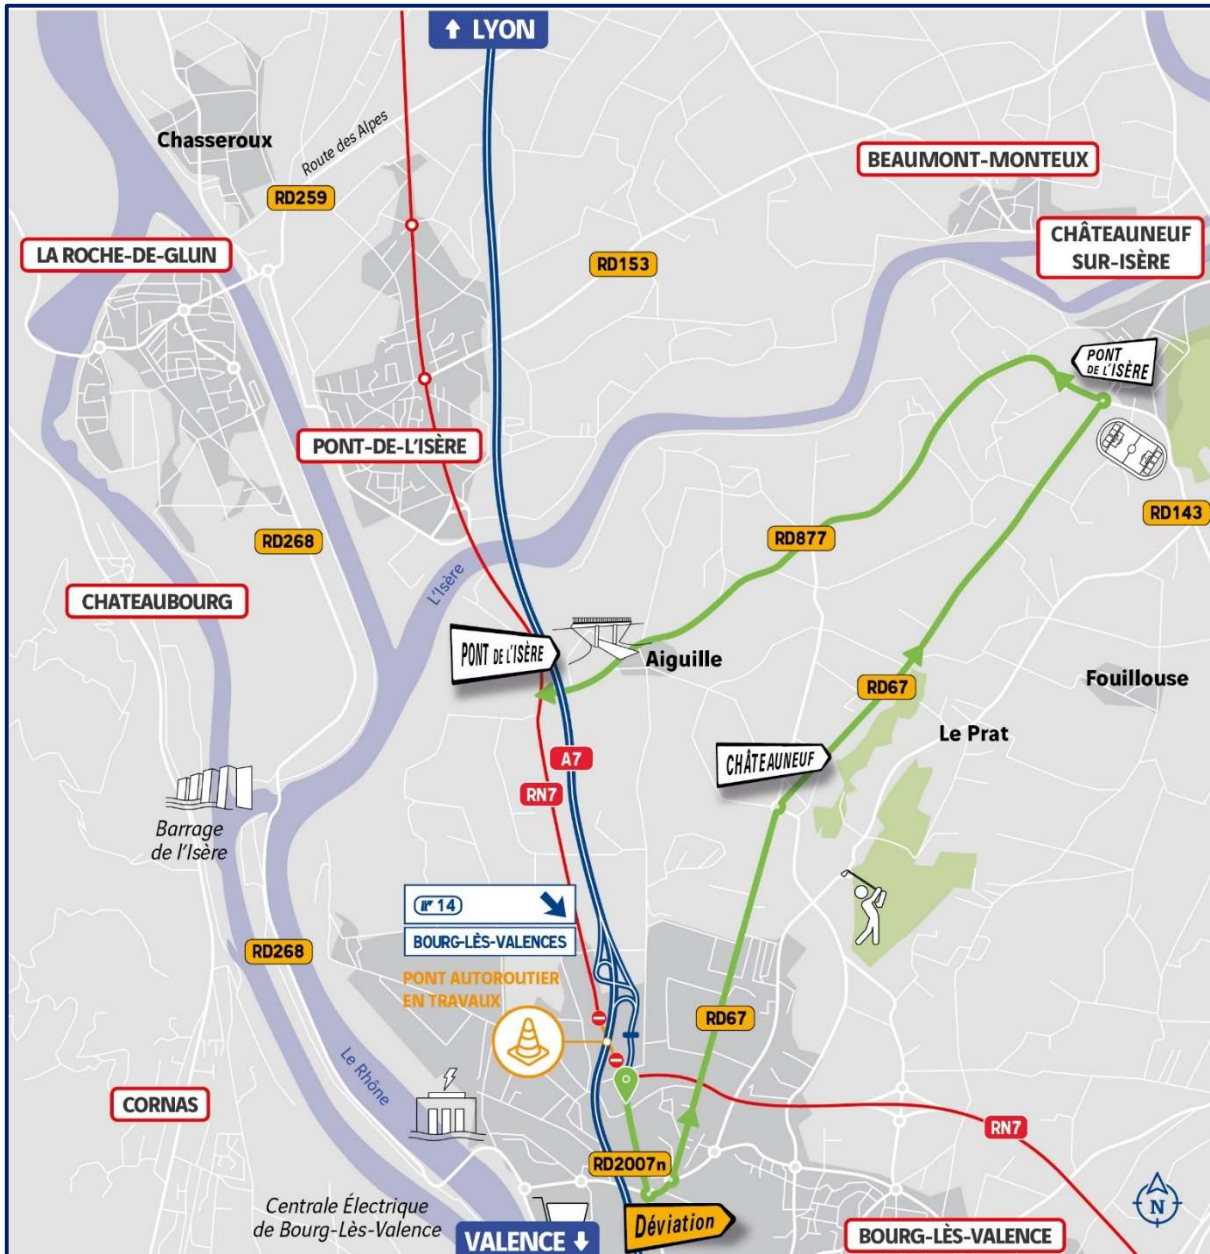 ↑ LYON
Chasseroux
Route des Alpes
BEAUMONT-MONTEUX
RD259
CHÂTEAUNEUF
SUR-ISÈRE
LA ROCHE-DE-GLUN
RD153
PONT
DE L'ISÈRE
PONT-DE-L'ISÈRE
RD143
RD268
RD877
L'Isère
CHATEAUBOURG
PONT DE L'ISÈRE
Aiguille
Fouillouse
RD67
Le Prat
A7
CHÂTEAUNEUF
RN7
Barrage
de l'Isère
14
BOURG-LÈS-VALENCES
RD268
PONT AUTOROUTIER
EN TRAVAUX
RD67
Le Rhône
CORNAS
RN7
RD2007n
Centrale Électrique
de Bourg-Lès-Valence
Déviation
VALENCE ↓
BOURG-LÈS-VALENCE
N